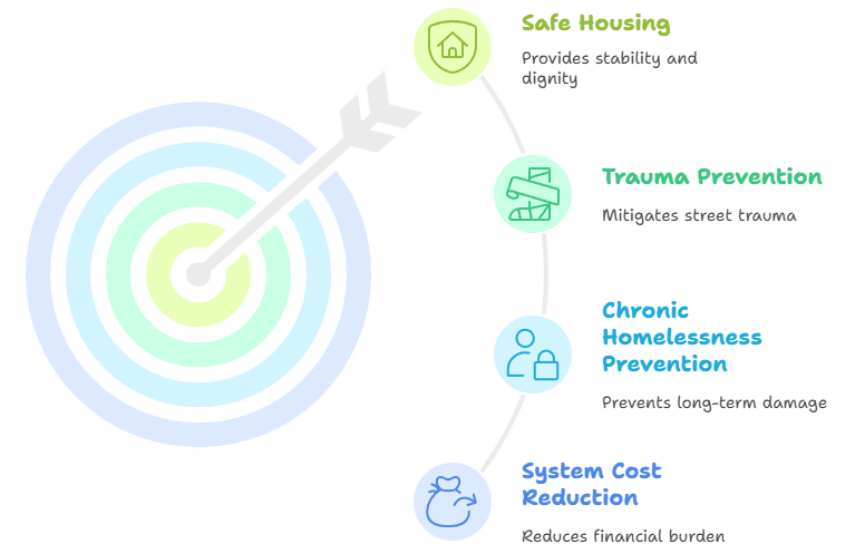 Safe Housing
Provides stability and
dignity
Trauma Prevention
Mitigates street trauma
Chronic
Homelessness
Prevention
Prevents long-term damage
System Cost
Reduction
Reduces financial burden